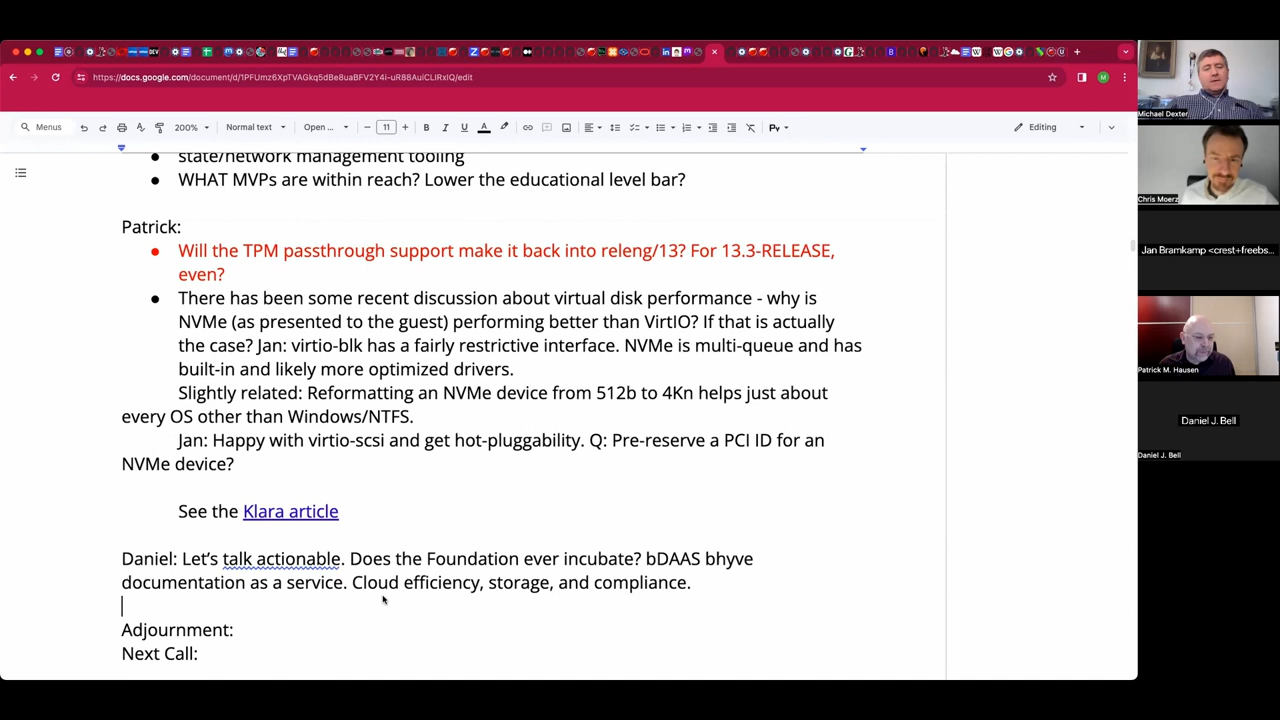 https://docs.google.com/document/d/1PFUmz6XpTVAGkq5dBe8uaBFV2Y4i-uR88AuiCLIRxIQ/edit
Menus
200%
Normal text
Open ...
11
Editing
state/network management tooling
● WHAT MVPs are within reach? Lower the educational level bar?
Patrick:
● Will the TPM passthrough support make it back into releng/13? For 13.3-RELEASE,
even?
● There has been some recent discussion about virtual disk performance - why is
NVMe (as presented to the guest) performing better than VirtIO? If that is actually
the case? Jan: virtio-blk has a fairly restrictive interface. NVMe is multi-queue and has
built-in and likely more optimized drivers.
Slightly related: Reformatting an NVMe device from 512b to 4Kn helps just about
every OS other than Windows/NTFS.
Jan: Happy with virtio-scsi and get hot-pluggability. Q: Pre-reserve a PCI ID for an
NVMe device?
See the Klara article
Daniel: Let's talk actionable. Does the Foundation ever incubate? bDAAS bhyve
documentation as a service. Cloud efficiency, storage, and compliance.
Adjournment:
Next Call:
Michael Dexter
Chris Moerz
Jan Bramkamp <crest+freebs...
Patrick M. Hausen
Daniel J. Bell
Daniel J. Bell